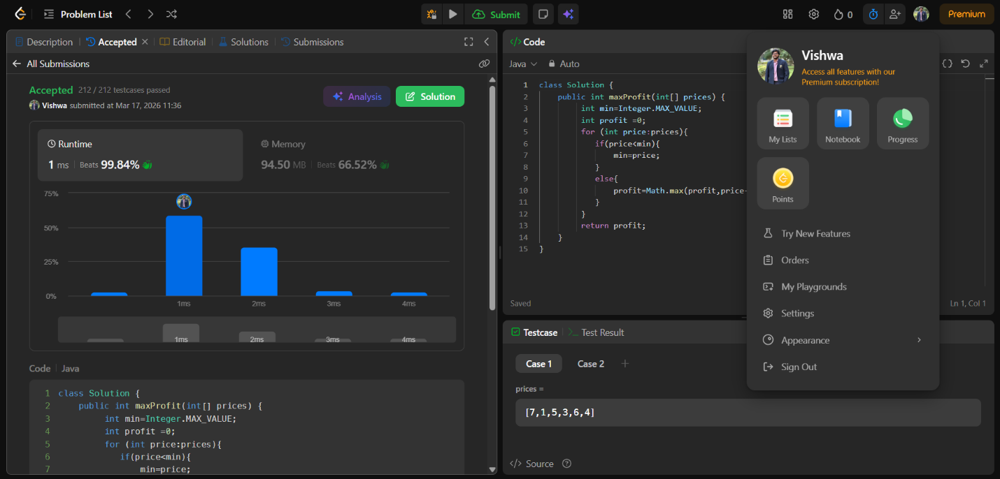 Problem List
Submit
0
Premium
Description
Accepted
Editorial
Solutions
Submissions
All Submissions
Accepted 212 / 212 testcases passed
Vishwa submitted at Mar 17, 2026 11:36
Analysis
Solution
Runtime
1 ms Beats 99.84%
Memory
94.50 MB Beats 66.52%
75%
50%
25%
0%
1ms 2ms 3ms 4ms
1ms 2ms 3ms 4ms
Code Java
1 class Solution {
2 public int maxProfit(int[] prices) {
3 int min=Integer.MAX_VALUE;
4 int profit =0;
5 for (int price:prices){
6 if(price<min){
7 min=price;
</> Code
Java Auto
1 class Solution {
2 public int maxProfit(int[] prices) {
3 int min=Integer.MAX_VALUE;
4 int profit =0;
5 for (int price:prices){
6 if(price<min){
7 min=price;
8 }
9 else{
10 profit=Math.max(profit,price-
11 }
12 }
13 return profit;
14 }
15 }
Saved
Ln 1, Col 1
Testcase
Test Result
Case 1
Case 2
prices =
[7,1,5,3,6,4]
</> Source
Vishwa
Access all features with our
Premium subscription!
My Lists
Notebook
Progress
Points
Try New Features
Orders
My Playgrounds
Settings
Appearance
Sign Out